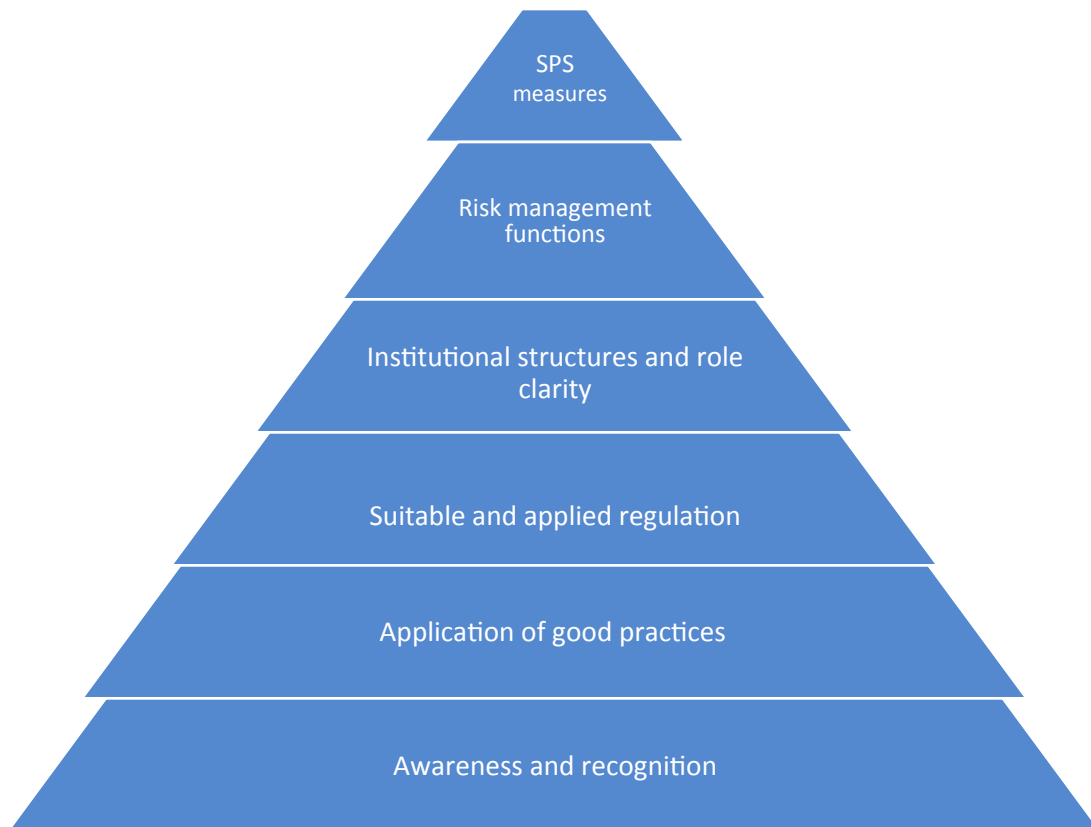 SPS
measures
Risk management
functions
Institutional structures and role
clarity
Suitable and applied regulation
Application of good practices
Awareness and recognition